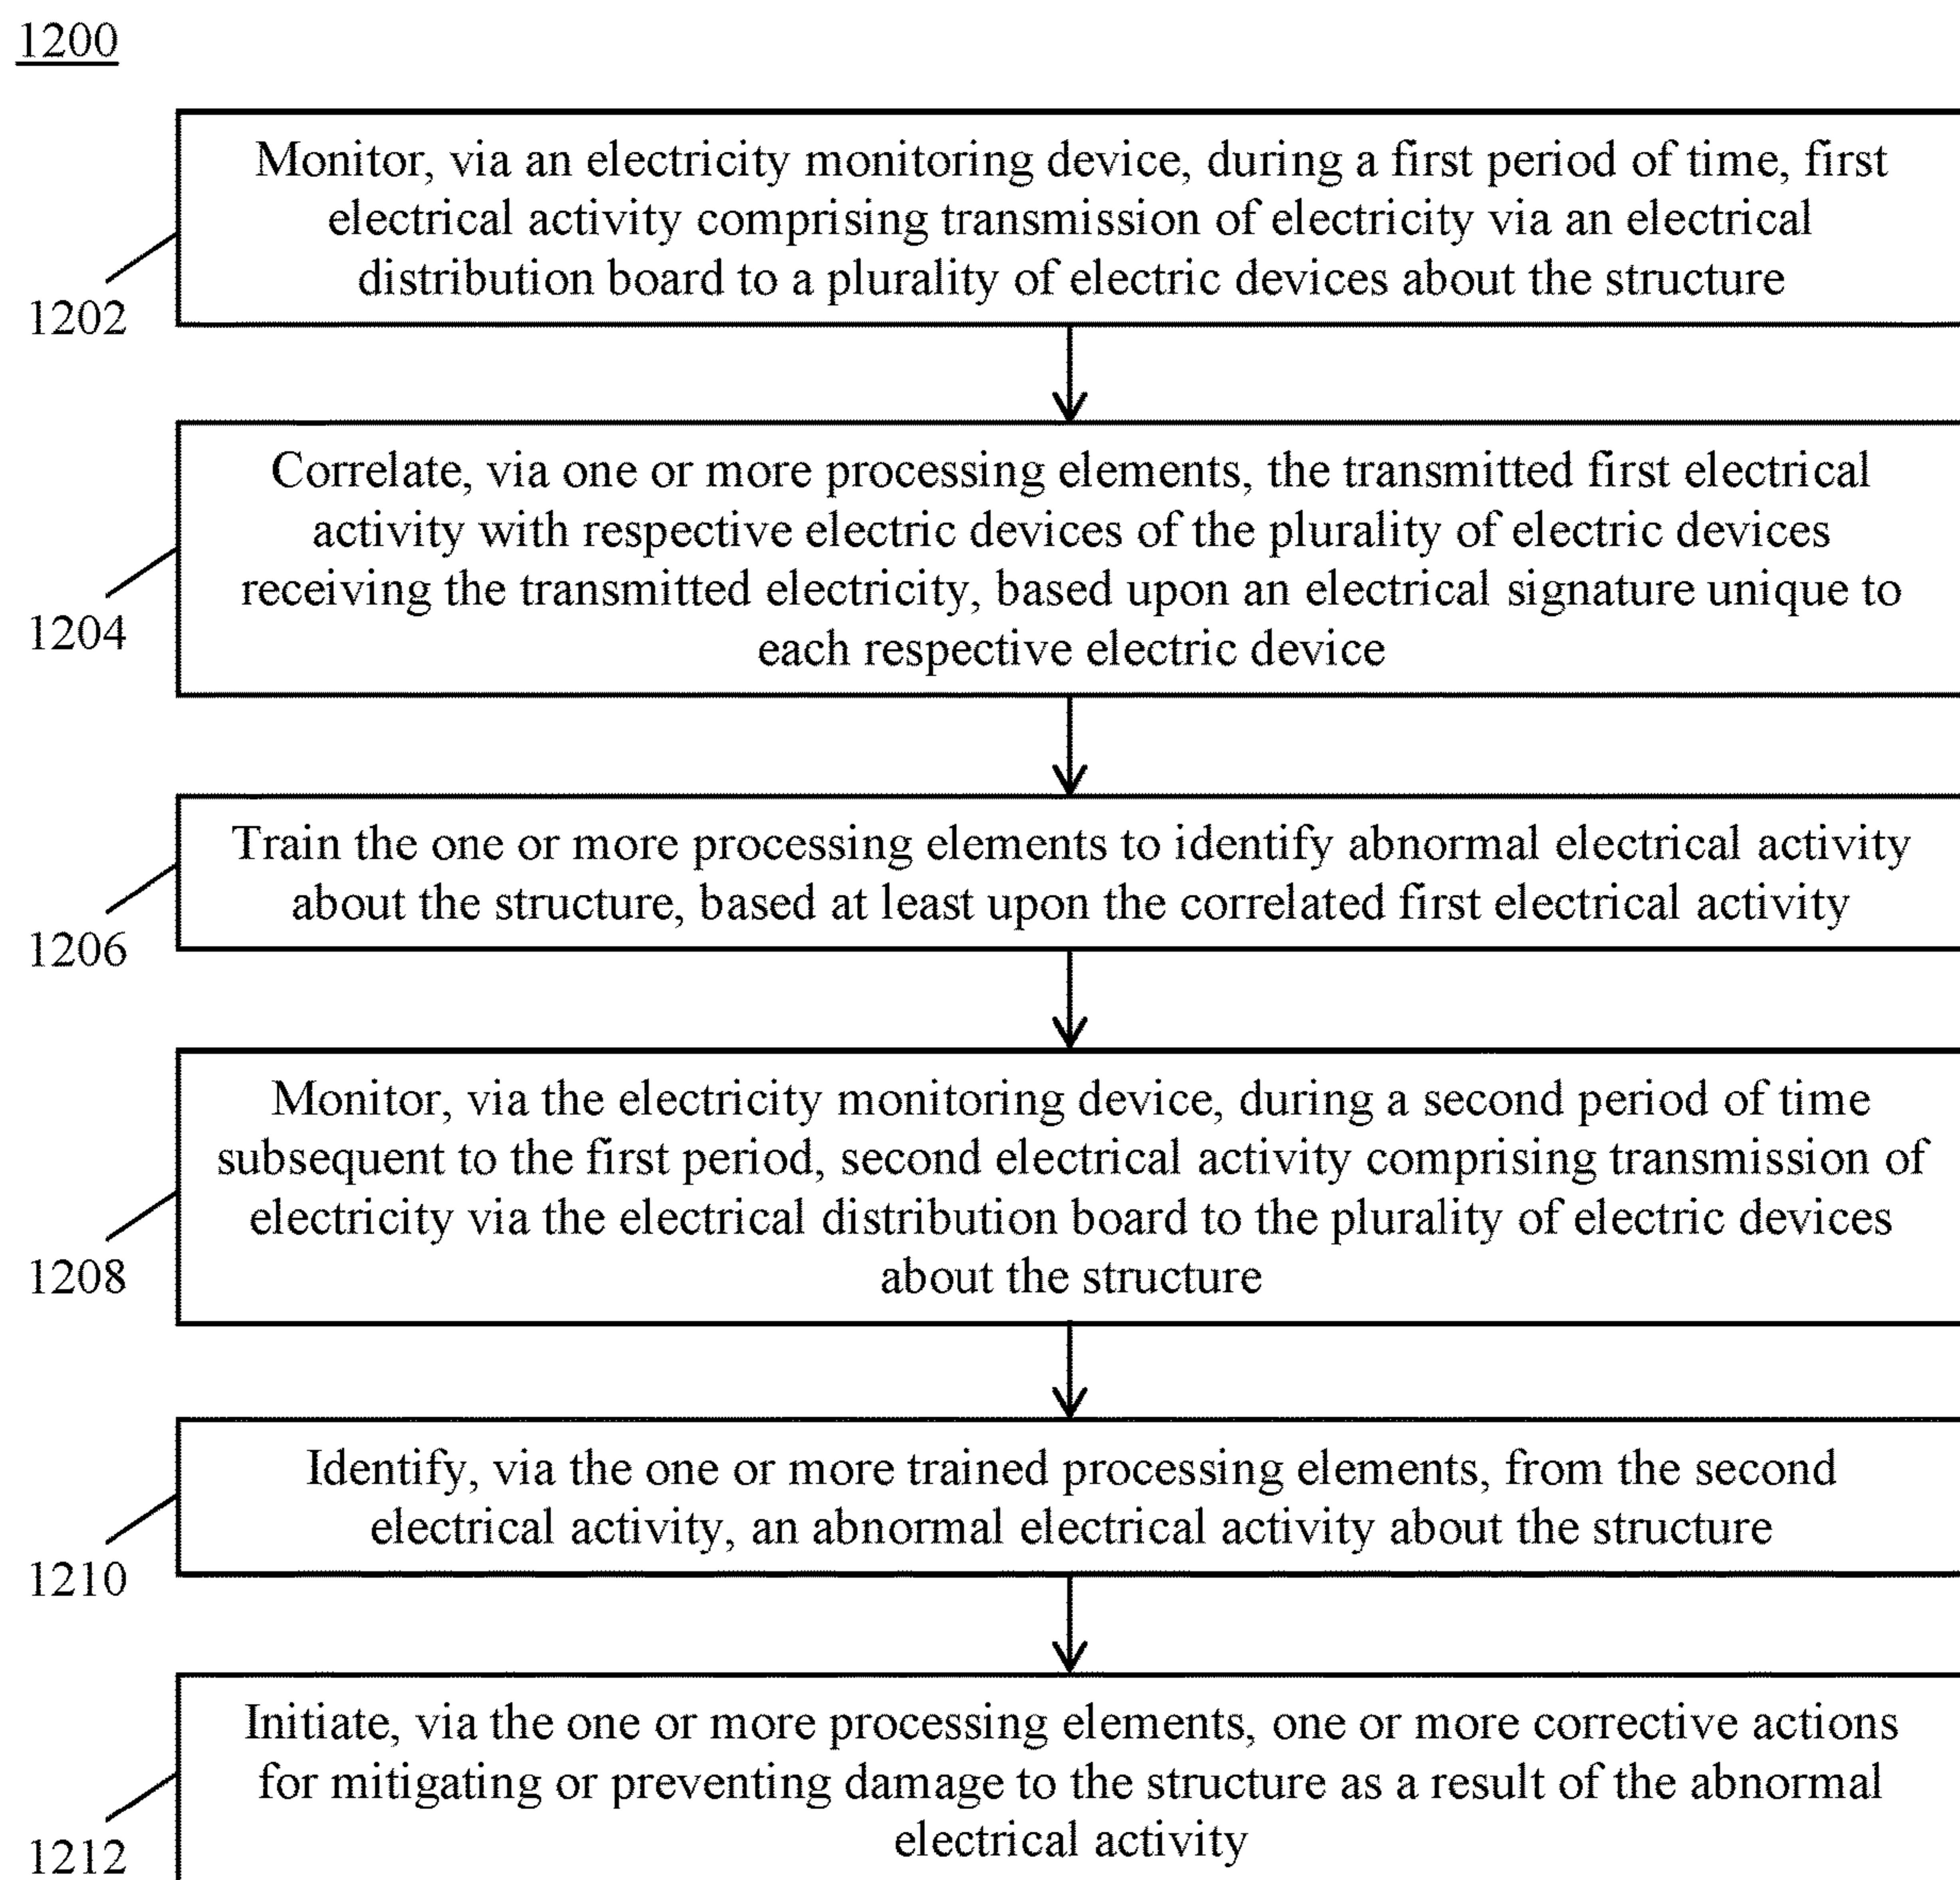 1200
Monitor, via an electricity monitoring device, during a first period of time, first
electrical activity comprising transmission of electricity via an electrical
distribution board to a plurality of electric devices about the structure
1202
Correlate, via one or more processing elements, the transmitted first electrical
activity with respective electric devices of the plurality of electric devices
receiving the transmitted electricity, based upon an electrical signature unique to
each respective electric device
1204
Train the one or more processing elements to identify abnormal electrical activity
about the structure, based at least upon the correlated first electrical activity
1206
Monitor, via the electricity monitoring device, during a second period of time
subsequent to the first period, second electrical activity comprising transmission of
electricity via the electrical distribution board to the plurality of electric devices
about the structure
1208
Identify, via the one or more trained processing elements, from the second
electrical activity, an abnormal electrical activity about the structure
1210
Initiate, via the one or more processing elements, one or more corrective actions
for mitigating or preventing damage to the structure as a result of the abnormal
electrical activity
1212